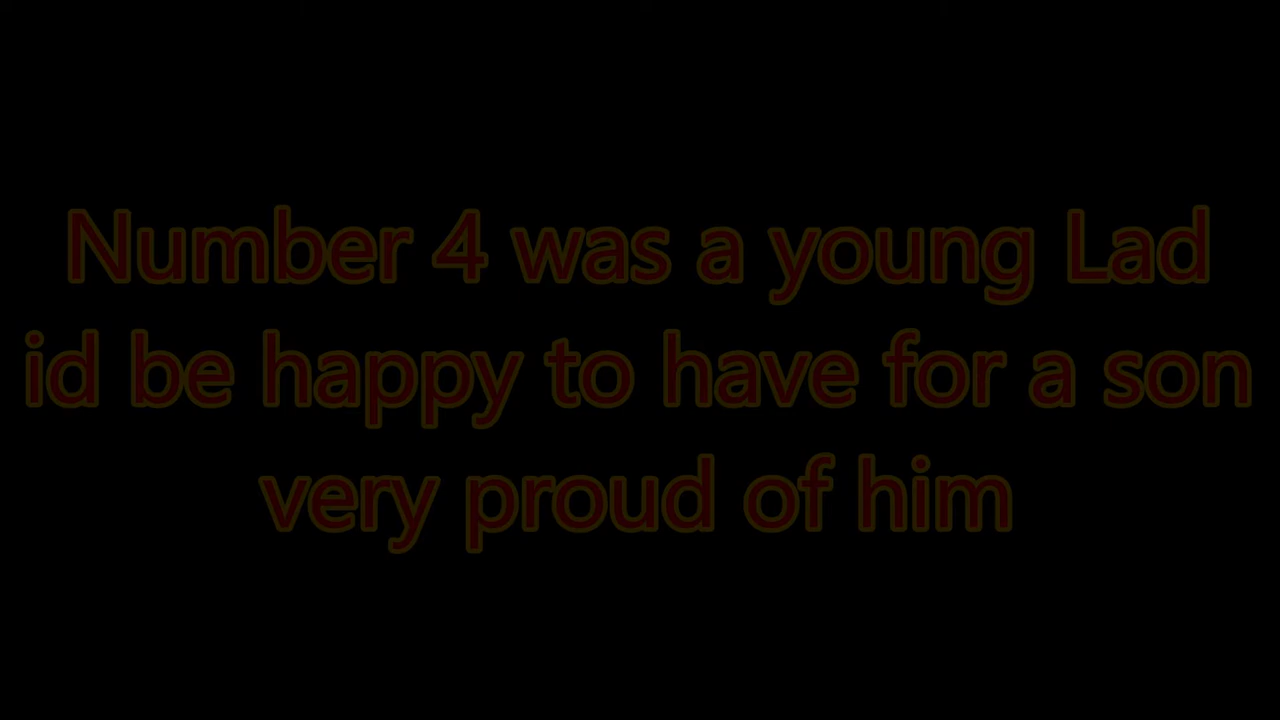 Number 4 was a young Lad
id be happy to have for a son
very proud of him